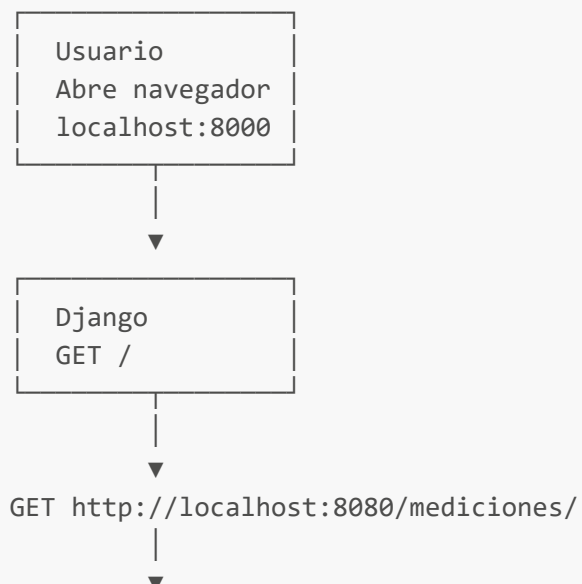 Usuario
Abre navegador
localhost:8000
Django
GET /
GET http://localhost:8080/mediciones/